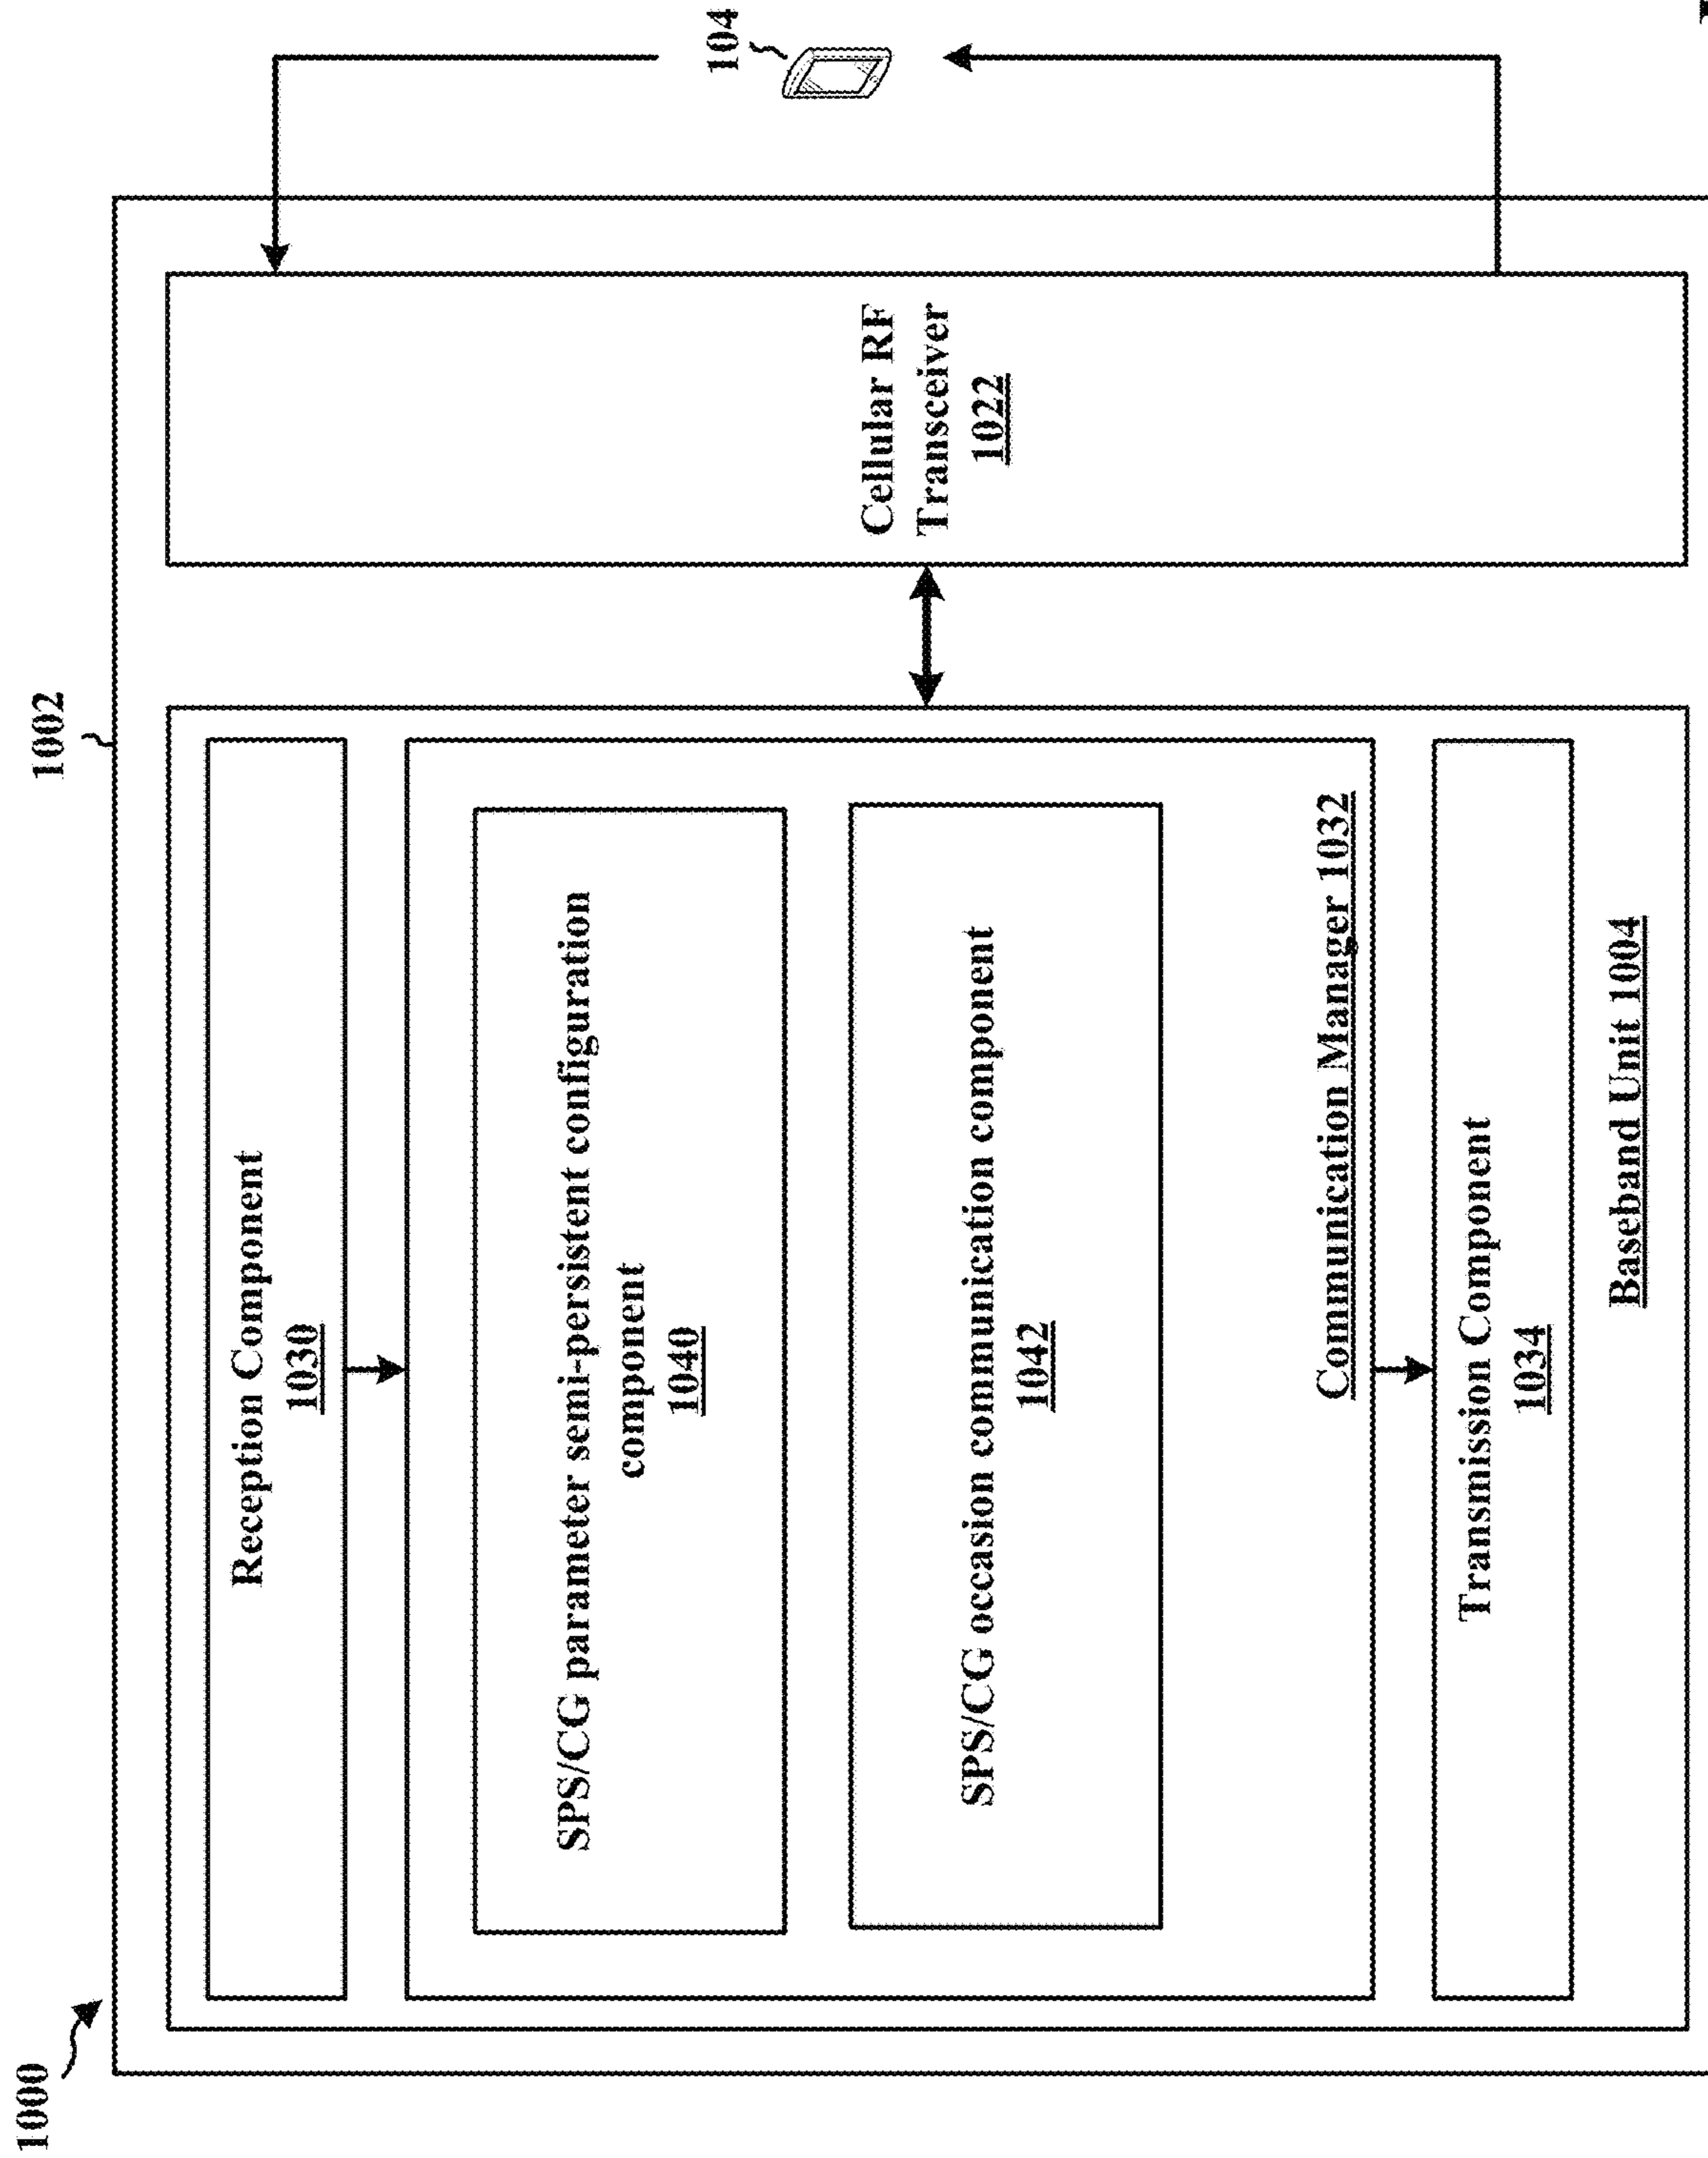 1000
1002
Reception Component
1030
SPS/CG parameter semi-persistent configuration
component
1040
SPS/CG occasion communication component
1042
Communication Manager 1032
Transmission Component
1034
Baseband Unit 1004
Cellular RF
Transceiver
1022
104